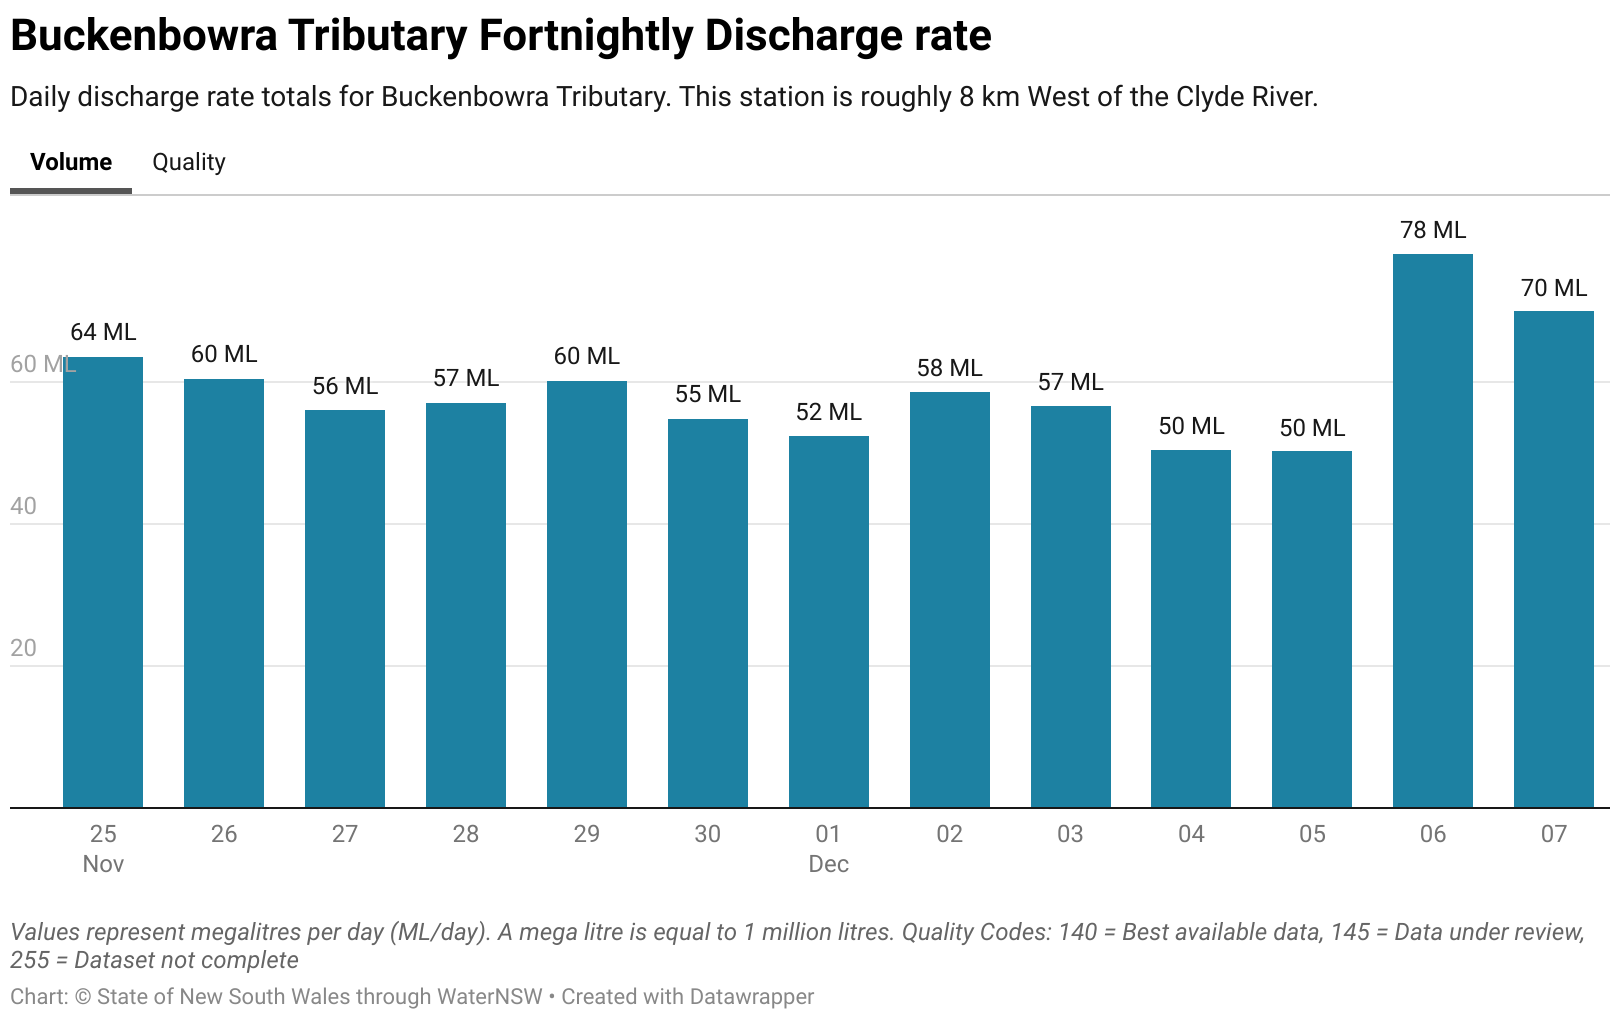 Buckenbowra Tributary Fortnightly Discharge rate
Daily discharge rate totals for Buckenbowra Tributary. This station is roughly 8 km West of the Clyde River.
Volume Quality
78 ML
70 ML
64 ML
60 ML
60 ML
60 ML
56 ML
57 ML
55 ML
52 ML
58 ML
57 ML
50 ML
50 ML
40
20
25 26 27 28 29 30 01 02 03 04 05 06 07
Nov Dec
Values represent megalitres per day (ML/day). A mega litre is equal to 1 million litres. Quality Codes: 140 = Best available data, 145 = Data under review,
255 = Dataset not complete
Chart: © State of New South Wales through WaterNSW • Created with Datawrapper